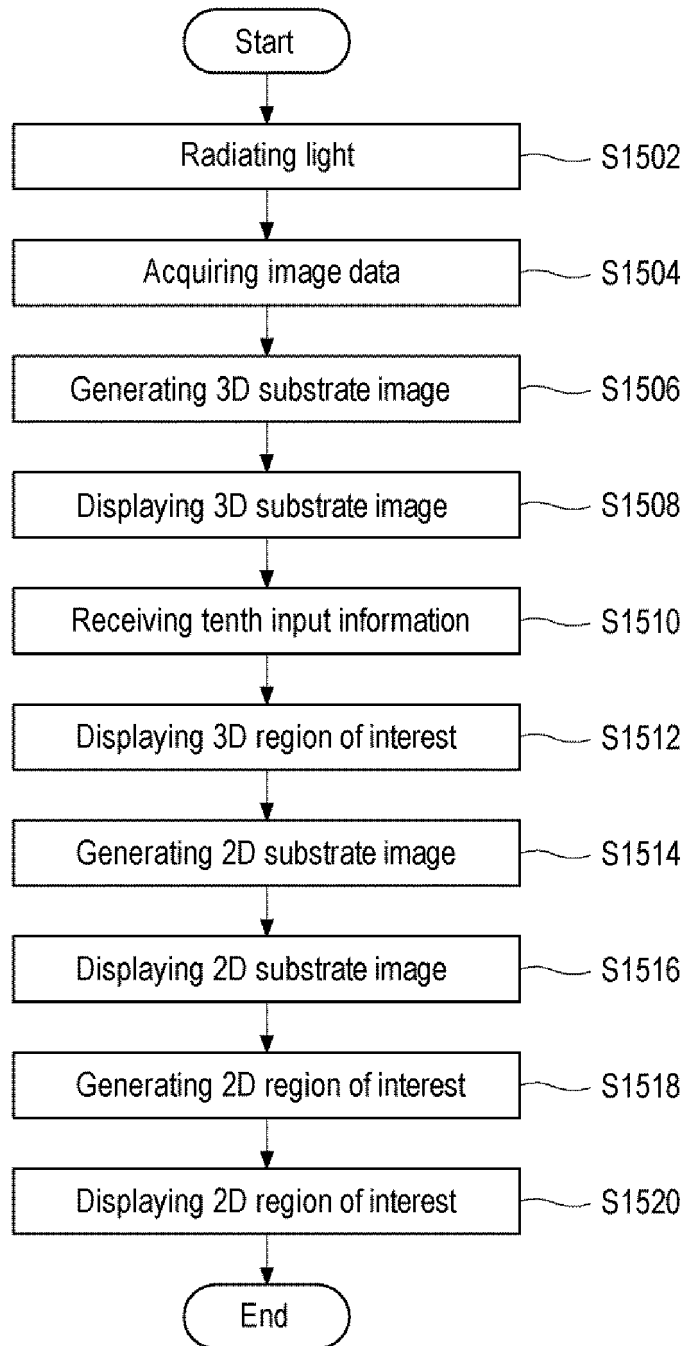 Start
Radiating light S1502
Acquiring image data S1504
Generating 3D substrate image S1506
Displaying 3D substrate image S1508
Receiving tenth input information S1510
Displaying 3D region of interest S1512
Generating 2D substrate image S1514
Displaying 2D substrate image S1516
Generating 2D region of interest S1518
Displaying 2D region of interest S1520
End